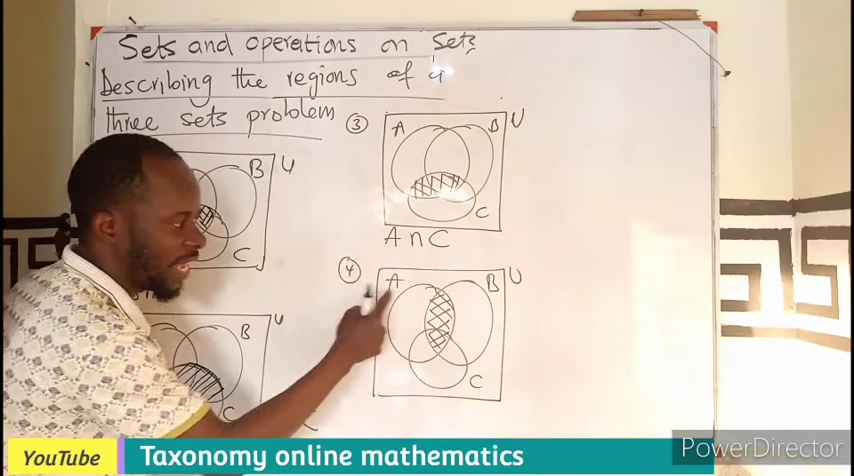 Sets and operations on Sets
Describing the regions of a
three sets problem
B U
C
B U
C
③ A B U
C
A ∩ C
④ A B U
C
YouTube Taxonomy online mathematics
PowerDirector